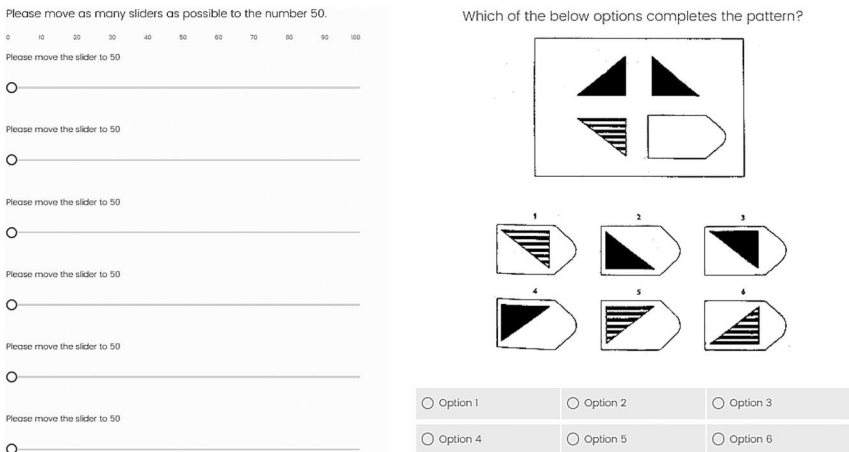 Please move as many sliders as possible to the number 50.
0 10 20 30 40 50 60 70 80 90 100
Please move the slider to 50
Please move the slider to 50
Please move the slider to 50
Please move the slider to 50
Please move the slider to 50
Please move the slider to 50
Which of the below options completes the pattern?
1 2 3
4 5 6
Option 1 Option 2 Option 3
Option 4 Option 5 Option 6